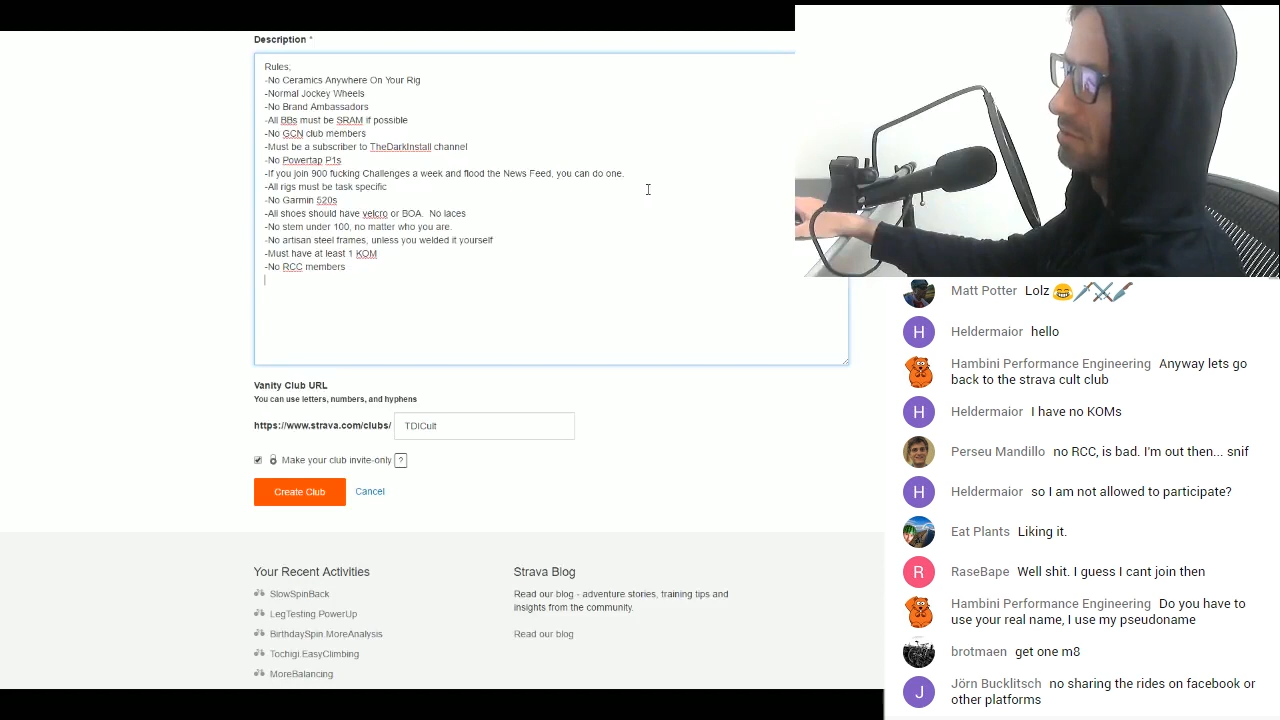 Description *
Rules;
-No Ceramics Anywhere On Your Rig
-Normal Jockey Wheels
-No Brand Ambassadors
-All BBs must be SRAM if possible
-No GCN club members
-Must be a subscriber to TheDarkInstall channel
-No Powertap P1s
-If you join 900 fucking Challenges a week and flood the News Feed, you can do one.
-All rigs must be task specific
-No Garmin 520s
-All shoes should have velcro or BOA.  No laces
-No stem under 100, no matter who you are.
-No artisan steel frames, unless you welded it yourself
-Must have at least 1 KOM
-No RCC members
Vanity Club URL
You can use letters, numbers, and hyphens
https://www.strava.com/clubs/ TDICult
Make your club invite-only ?
Create Club Cancel
Your Recent Activities
SlowSpinBack
LegTesting.PowerUp
BirthdaySpin.MoreAnalysis
Tochigi.EasyClimbing
MoreBalancing
Strava Blog
Read our blog - adventure stories, training tips and
insights from the community.
Read our blog
Matt Potter Lolz 😂🗡⚔🔪
H Heldermaior hello
Hambini Performance Engineering Anyway lets go
back to the strava cult club
H Heldermaior I have no KOMs
Perseu Mandillo no RCC, is bad. I'm out then... snif
H Heldermaior so I am not allowed to participate?
Eat Plants Liking it.
R RaseBape Well shit. I guess I cant join then
Hambini Performance Engineering Do you have to
use your real name, I use my pseudoname
brotmaen get one m8
J Jörn Bucklitsch no sharing the rides on facebook or
other platforms